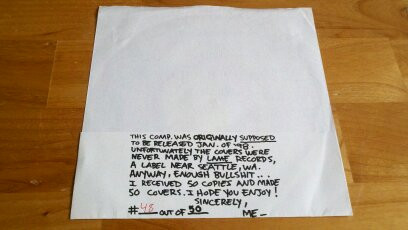 THIS COMP. WAS ORIGINALLY SUPPOSED
TO BE RELEASED JAN. OF '98.
UNFORTUNATELY THE COVERS WERE
NEVER MADE BY LAME RECORDS,
A LABEL NEAR SEATTLE, WA.
ANYWAY, ENOUGH BULLSHIT...
I RECEIVED 50 COPIES AND MADE
50 COVERS. I HOPE YOU ENJOY!
SINCERELY,
# 48 OUT OF 50 ME-